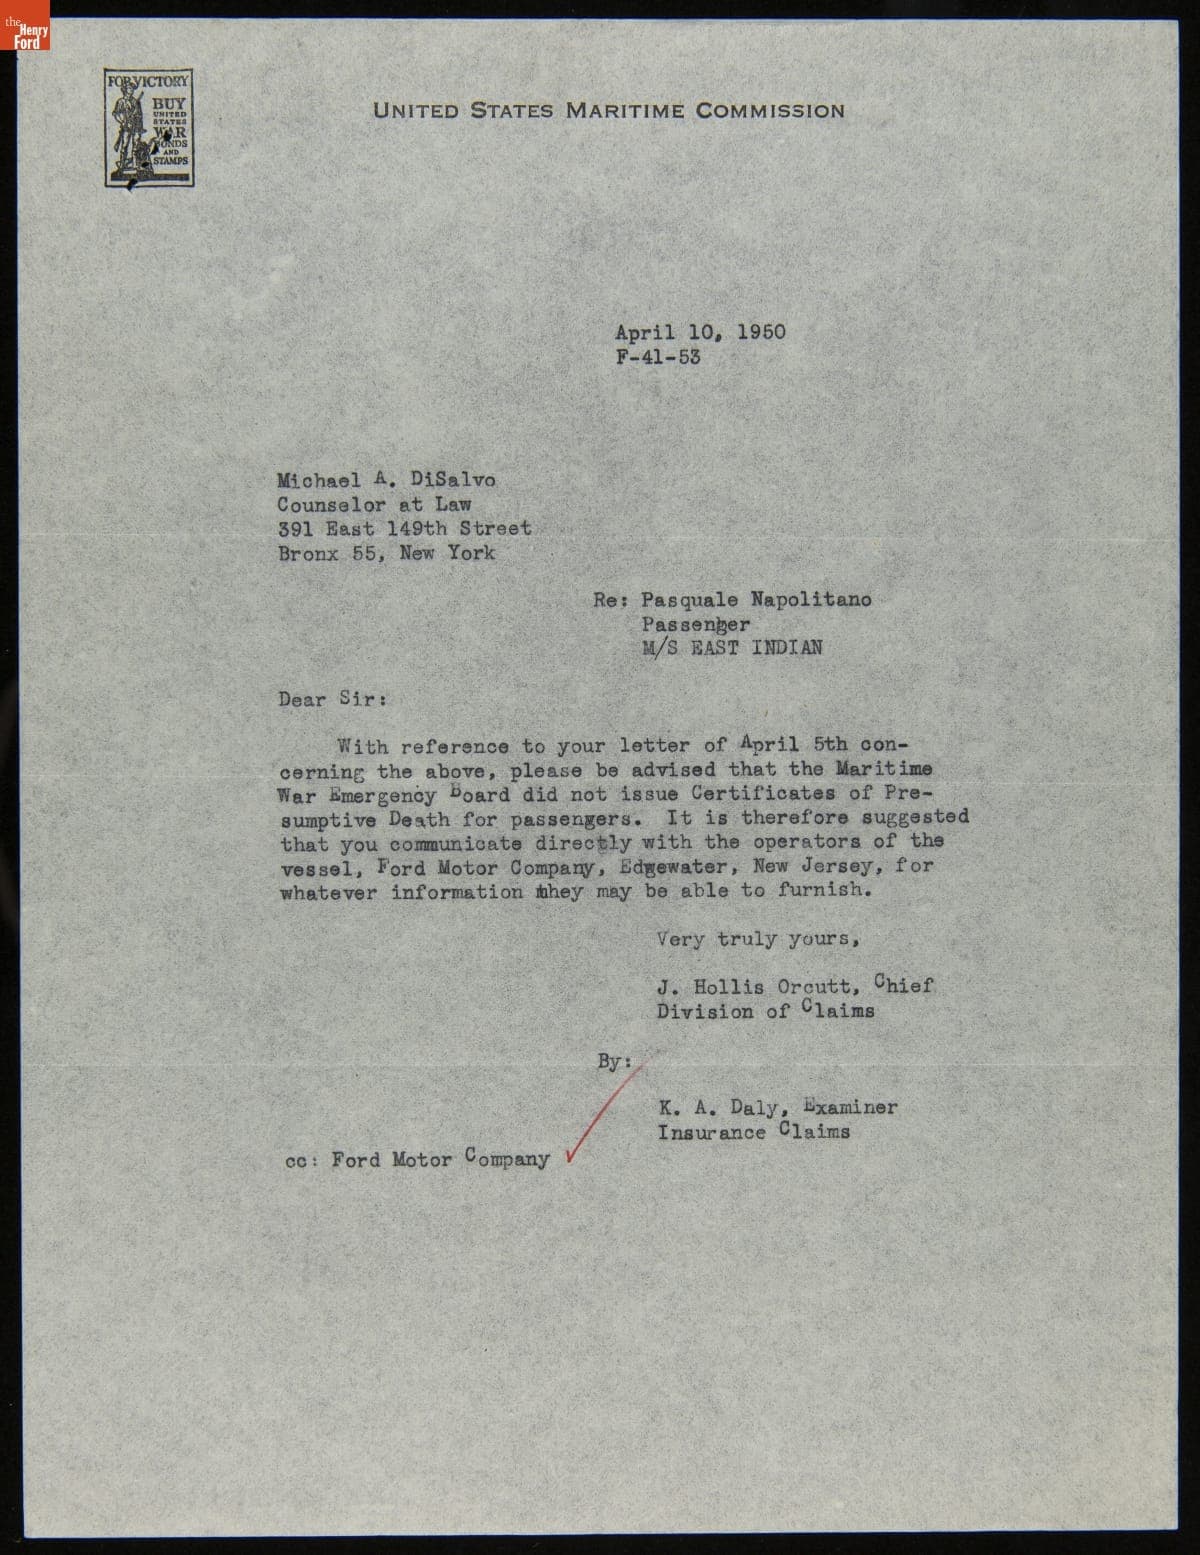 the
Henry
Ford
FOR VICTORY
BUY
UNITED
STATES
WAR
BONDS
AND
STAMPS
UNITED STATES MARITIME COMMISSION
April 10, 1950
F-41-53
Michael A. DiSalvo
Counselor at Law
391 East 149th Street
Bronx 55, New York
Re: Pasquale Napolitano
Passenger
M/S EAST INDIAN
Dear Sir:
With reference to your letter of April 5th con-
cerning the above, please be advised that the Maritime
War Emergency Board did not issue Certificates of Pre-
sumptive Death for passengers. It is therefore suggested
that you communicate directly with the operators of the
vessel, Ford Motor Company, Edgewater, New Jersey, for
whatever information they may be able to furnish.
Very truly yours,
J. Hollis Orcutt, Chief
Division of Claims
By:
K. A. Daly, Examiner
Insurance Claims
cc: Ford Motor Company